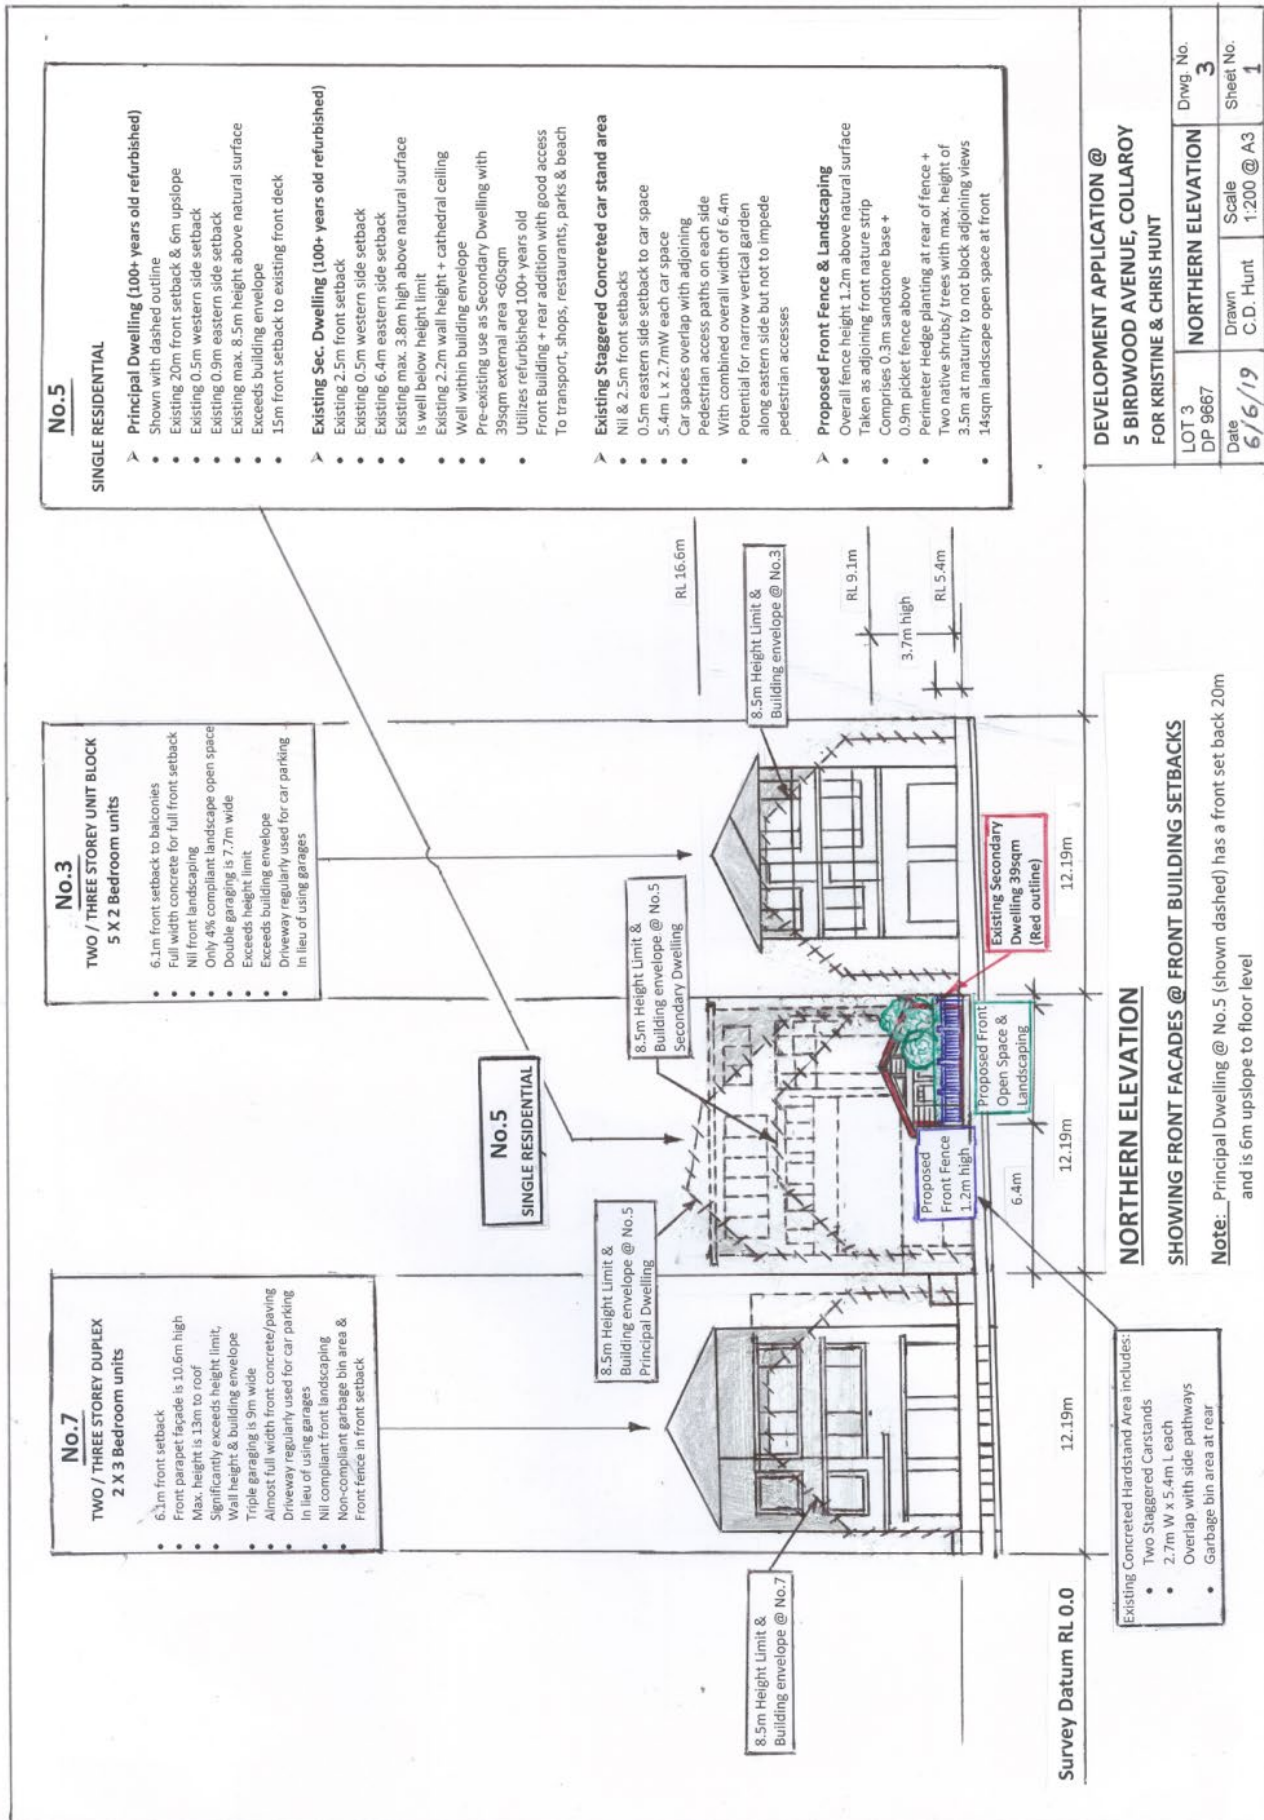 No.7
TWO / THREE STOREY DUPLEX
2 X 3 Bedroom units
• 6.1m front setback
• Front parapet façade is 10.6m high
• Max. height is 13m to roof
• Significantly exceeds height limit,
Wall height & building envelope
• Triple garaging is 9m wide
• Almost full width front concrete/paving
• Driveway regularly used for car parking
In lieu of using garages
• Nil compliant front landscaping
• Non-compliant garbage bin area &
Front fence in front setback
No.3
TWO / THREE STOREY UNIT BLOCK
5 X 2 Bedroom units
• 6.1m front setback to balconies
• Full width concrete for full front setback
• Nil front landscaping
• Only 4% compliant landscape open space
• Double garaging is 7.7m wide
• Exceeds height limit
• Exceeds building envelope
• Driveway regularly used for car parking
In lieu of using garages
No.5
SINGLE RESIDENTIAL
➢ Principal Dwelling (100+ years old refurbished)
• Shown with dashed outline
• Existing 20m front setback & 6m upslope
• Existing 0.5m western side setback
• Existing 0.9m eastern side setback
• Existing max. 8.5m height above natural surface
• Exceeds building envelope
• 15m front setback to existing front deck
➢ Existing Sec. Dwelling (100+ years old refurbished)
• Existing 2.5m front setback
• Existing 0.5m western side setback
• Existing 6.4m eastern side setback
• Existing max. 3.8m high above natural surface
Is well below height limit
• Existing 2.2m wall height + cathedral ceiling
• Well within building envelope
• Pre-existing use as Secondary Dwelling with
39sqm external area <60sqm
• Utilizes refurbished 100+ years old
Front Building + rear addition with good access
To transport, shops, restaurants, parks & beach
➢ Existing Staggered Concreted car stand area
• Nil & 2.5m front setbacks
• 0.5m eastern side setback to car space
• 5.4m L x 2.7mW each car space
• Car spaces overlap with adjoining
Pedestrian access paths on each side
With combined overall width of 6.4m
• Potential for narrow vertical garden
along eastern side but not to impede
pedestrian accesses
➢ Proposed Front Fence & Landscaping
• Overall fence height 1.2m above natural surface
Taken as adjoining front nature strip
• Comprises 0.3m sandstone base +
0.9m picket fence above
• Perimeter Hedge planting at rear of fence +
Two native shrubs/ trees with max. height of
3.5m at maturity to not block adjoining views
• 14sqm landscape open space at front
No.5
SINGLE RESIDENTIAL
8.5m Height Limit &
Building envelope @ No.7
8.5m Height Limit &
Building envelope @ No.5
Principal Dwelling
8.5m Height Limit &
Building envelope @ No.5
Secondary Dwelling
8.5m Height Limit &
Building envelope @ No.3
RL 16.6m
RL 9.1m
3.7m high
RL 5.4m
Proposed
Front Fence
1.2m high
Proposed Front
Open Space &
Landscaping
Existing Secondary
Dwelling 39sqm
(Red outline)
6.4m
12.19m
12.19m
12.19m
Survey Datum RL 0.0
Existing Concreted Hardstand Area includes:
• Two Staggered Carstands
• 2.7m W x 5.4m L each
Overlap with side pathways
• Garbage bin area at rear
NORTHERN ELEVATION
SHOWING FRONT FACADES @ FRONT BUILDING SETBACKS
Note: Principal Dwelling @ No.5 (shown dashed) has a front set back 20m
and is 6m upslope to floor level
DEVELOPMENT APPLICATION @
5 BIRDWOOD AVENUE, COLLAROY
FOR KRISTINE & CHRIS HUNT
LOT 3
DP 9667
NORTHERN ELEVATION
Drwg. No.
3
Date
6/6/19
Drawn
C.D. Hunt
Scale
1:200 @ A3
Sheet No.
1